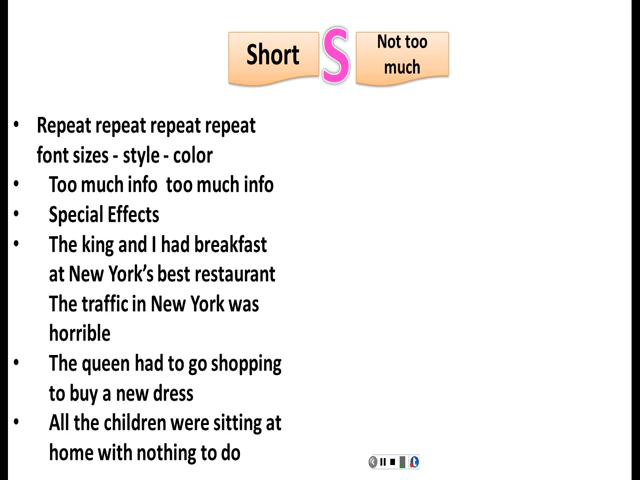 Short
S
Not too
much
• Repeat repeat repeat repeat
font sizes - style - color
• Too much info too much info
• Special Effects
• The king and I had breakfast
at New York’s best restaurant
The traffic in New York was
horrible
• The queen had to go shopping
to buy a new dress
• All the children were sitting at
home with nothing to do